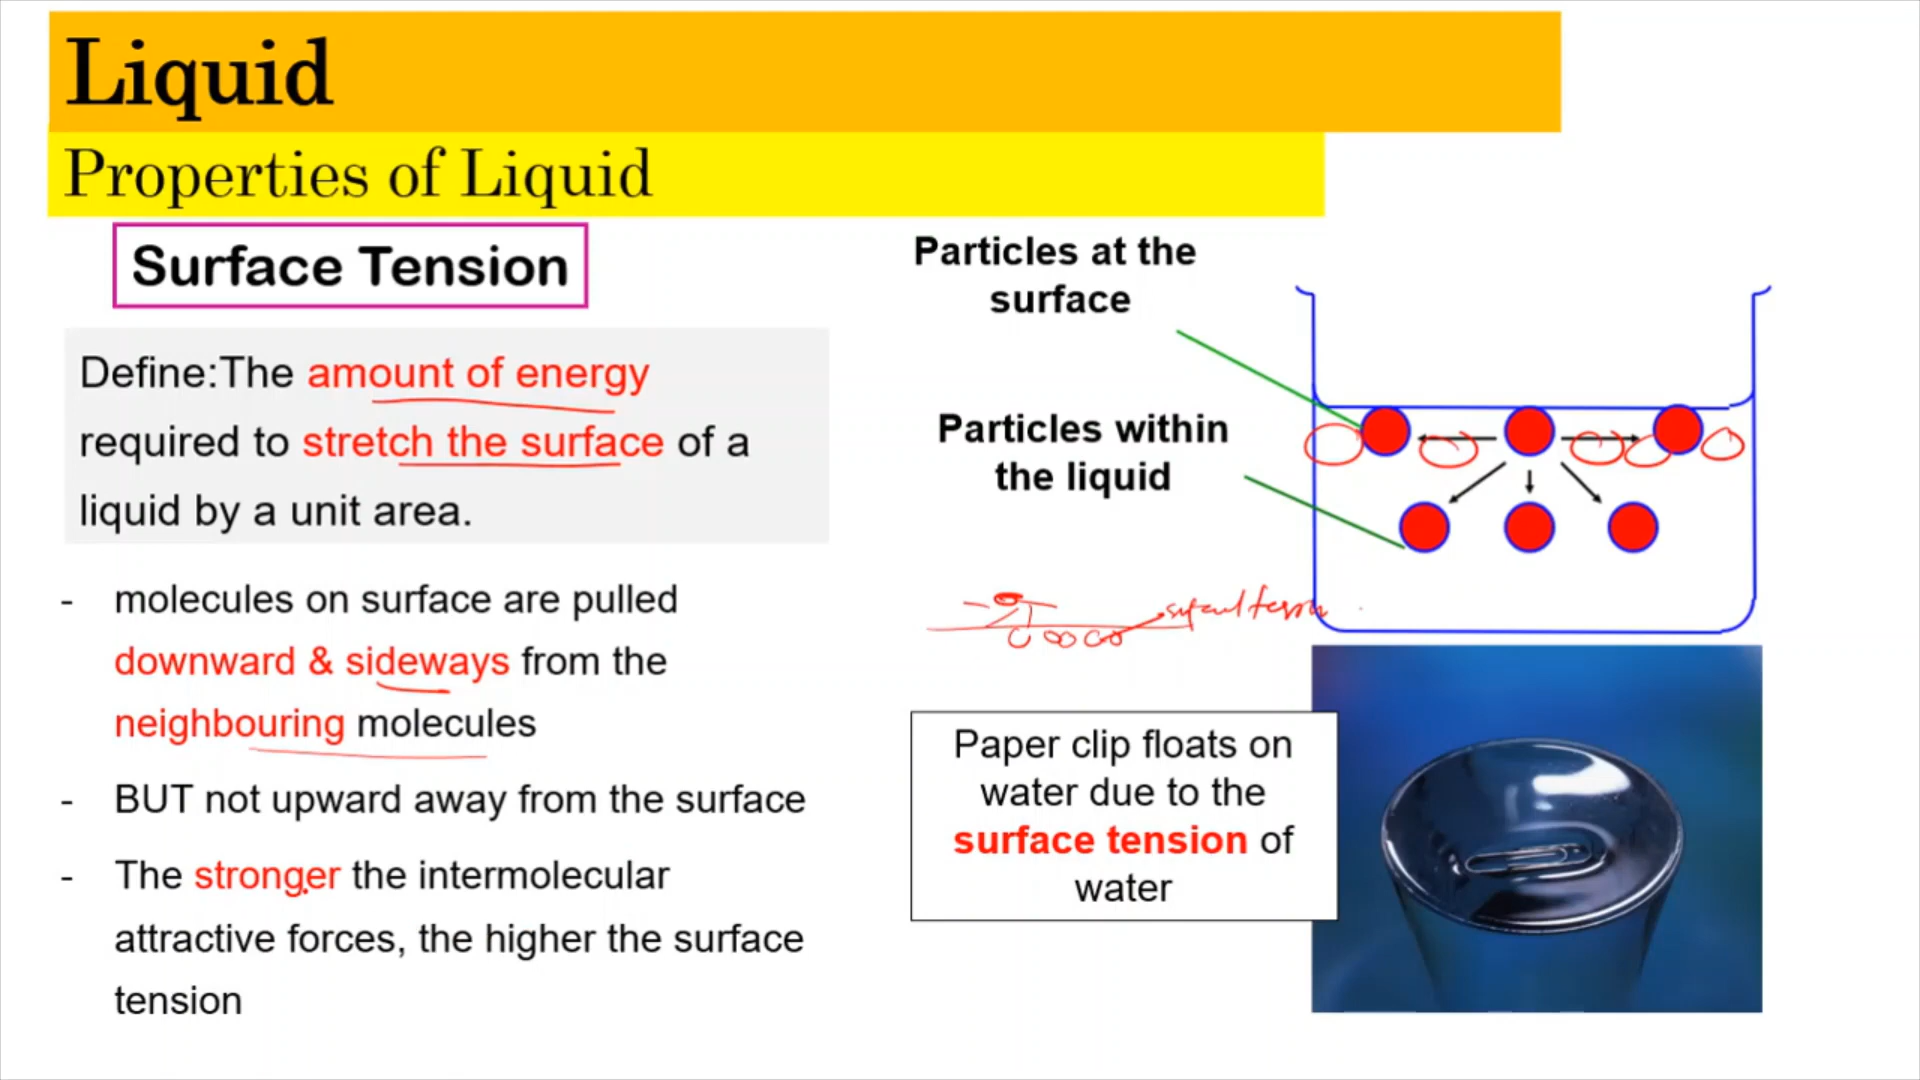 Liquid
Properties of Liquid
Surface Tension
Define:The amount of energy
required to stretch the surface of a
liquid by a unit area.
- molecules on surface are pulled
downward & sideways from the
neighbouring molecules
- BUT not upward away from the surface
- The stronger the intermolecular
attractive forces, the higher the surface
tension
Particles at the
surface
Particles within
the liquid
Paper clip floats on
water due to the
surface tension of
water